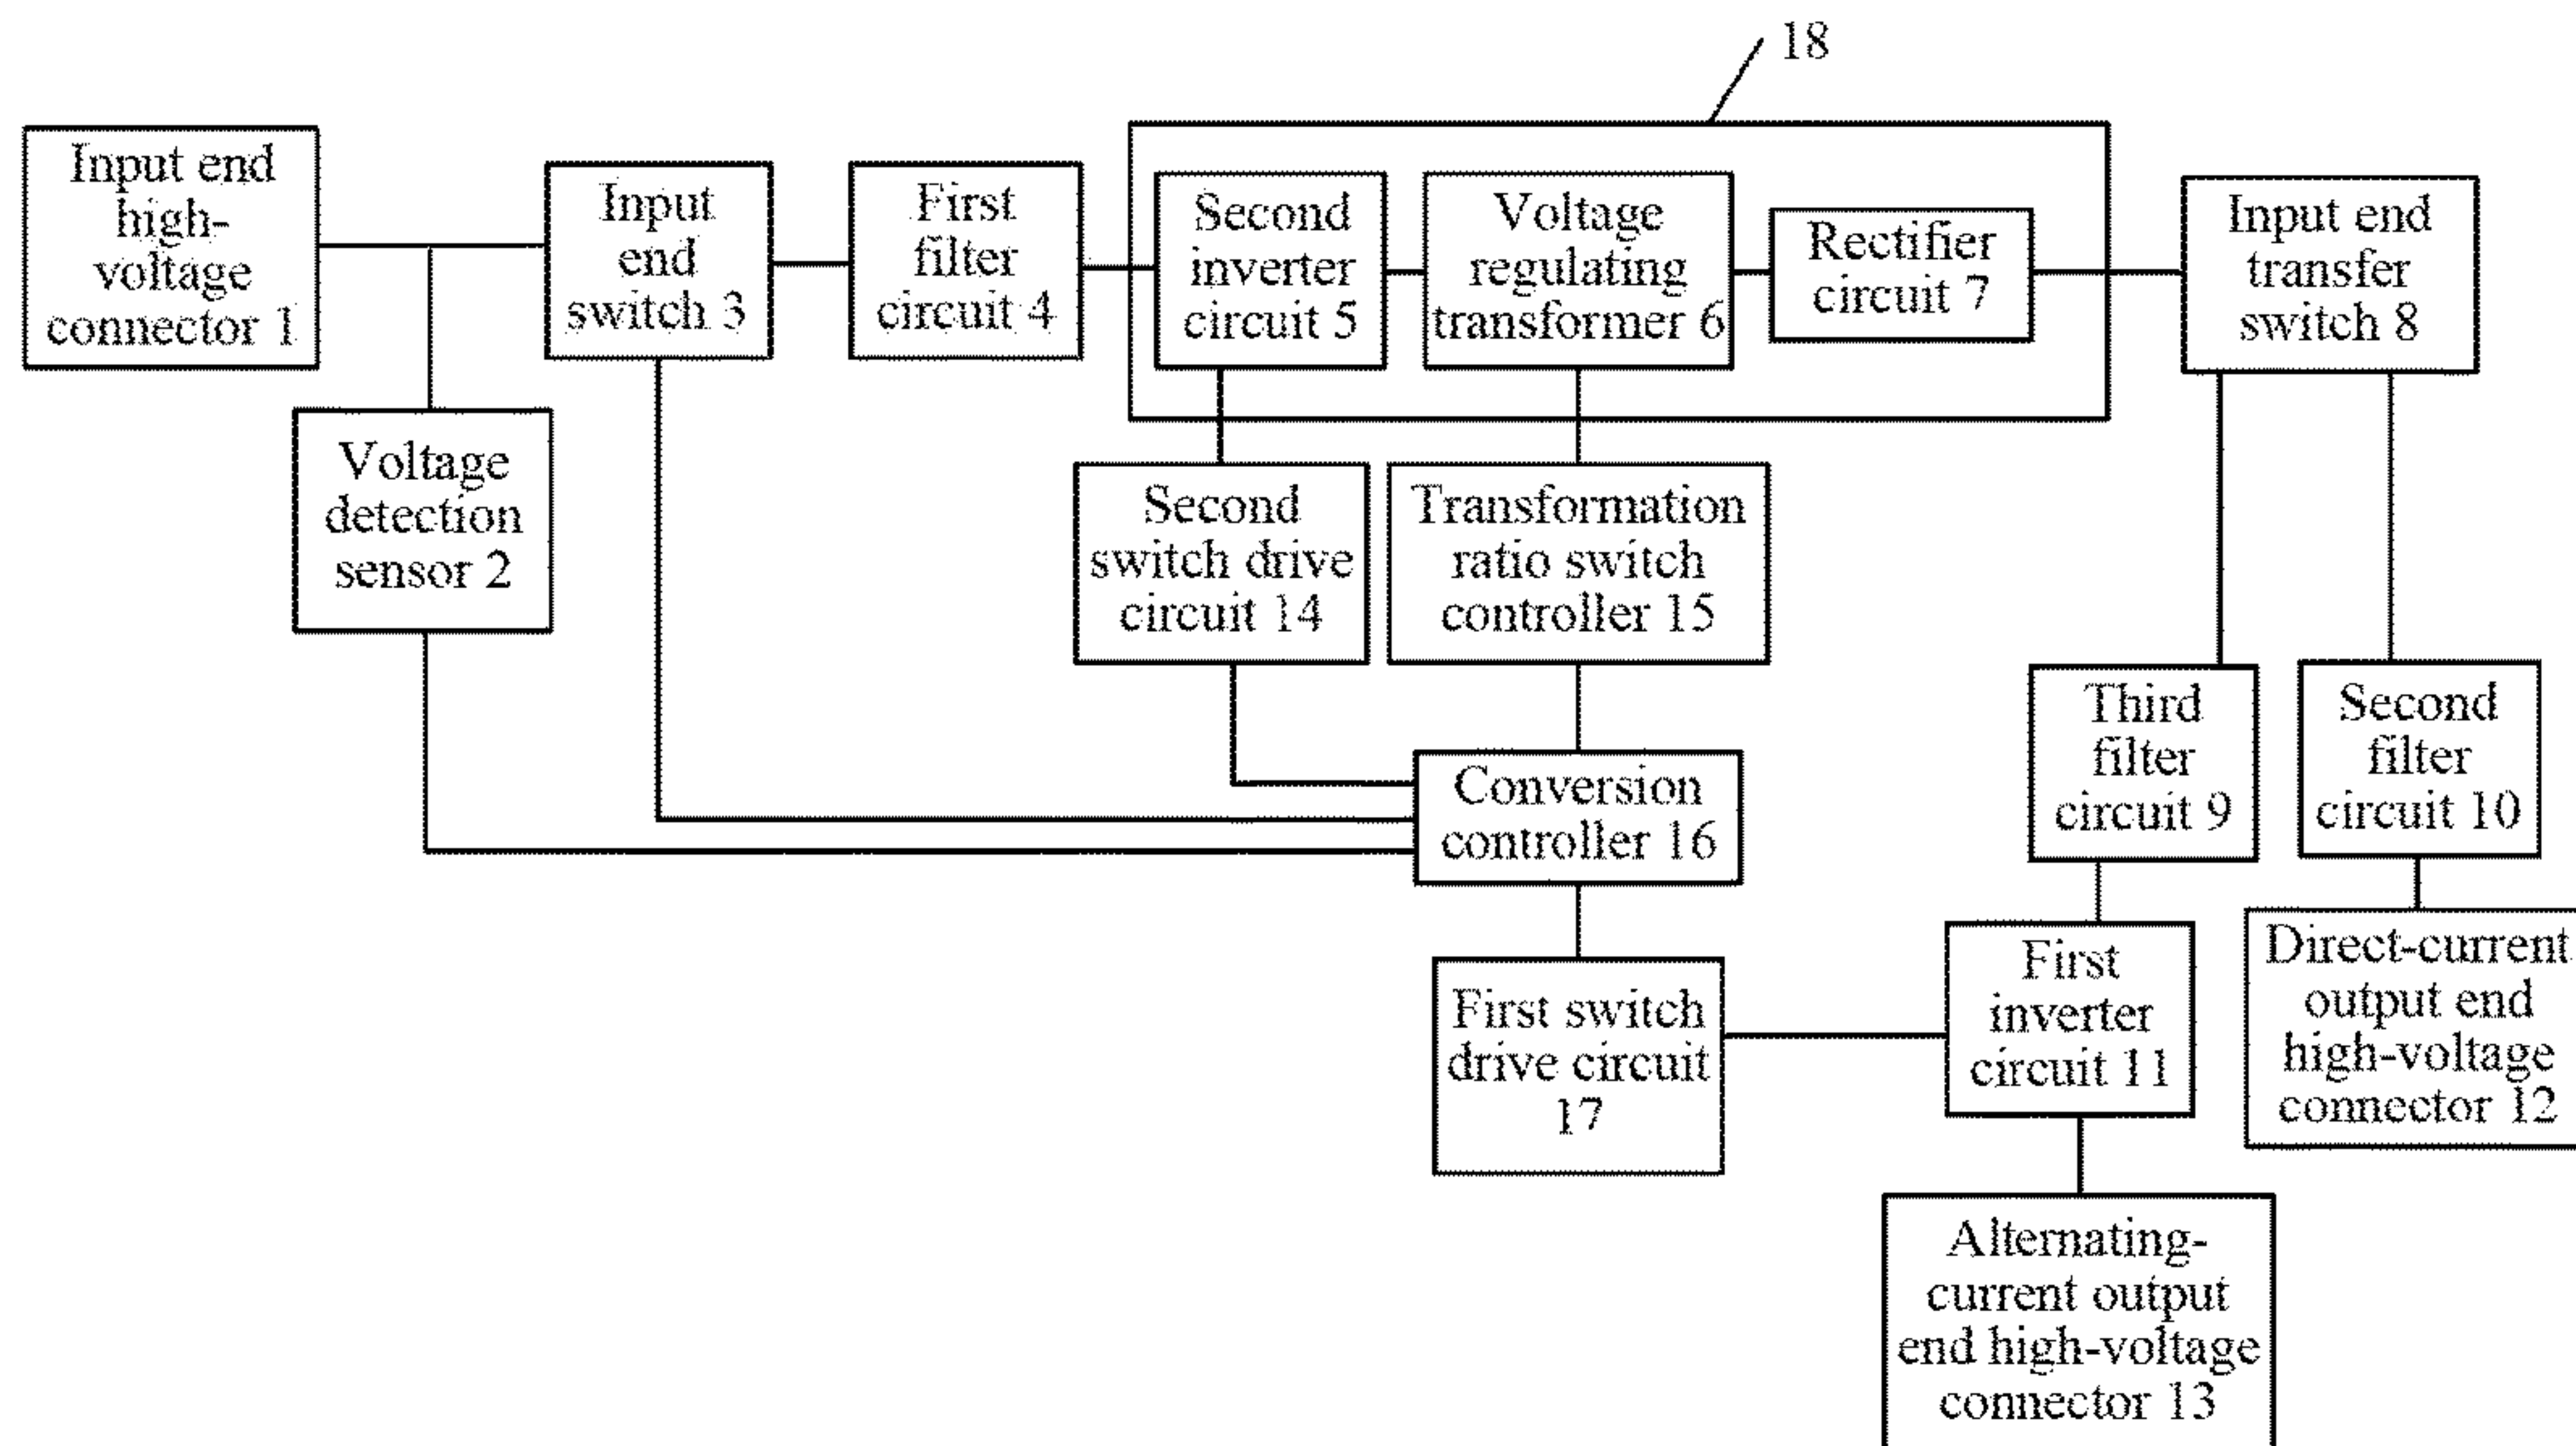 18
Input end
high-
voltage
connector 1
Input
end
switch 3
First
filter
circuit 4
Second
inverter
circuit 5
Voltage
regulating
transformer 6
Rectifier
circuit 7
Input end
transfer
switch 8
Voltage
detection
sensor 2
Second
switch drive
circuit 14
Transformation
ratio switch
controller 15
Third
filter
circuit 9
Second
filter
circuit 10
Conversion
controller 16
First switch
drive circuit
17
First
inverter
circuit 11
Direct-current
output end
high-voltage
connector 12
Alternating-
current output
end high-voltage
connector 13